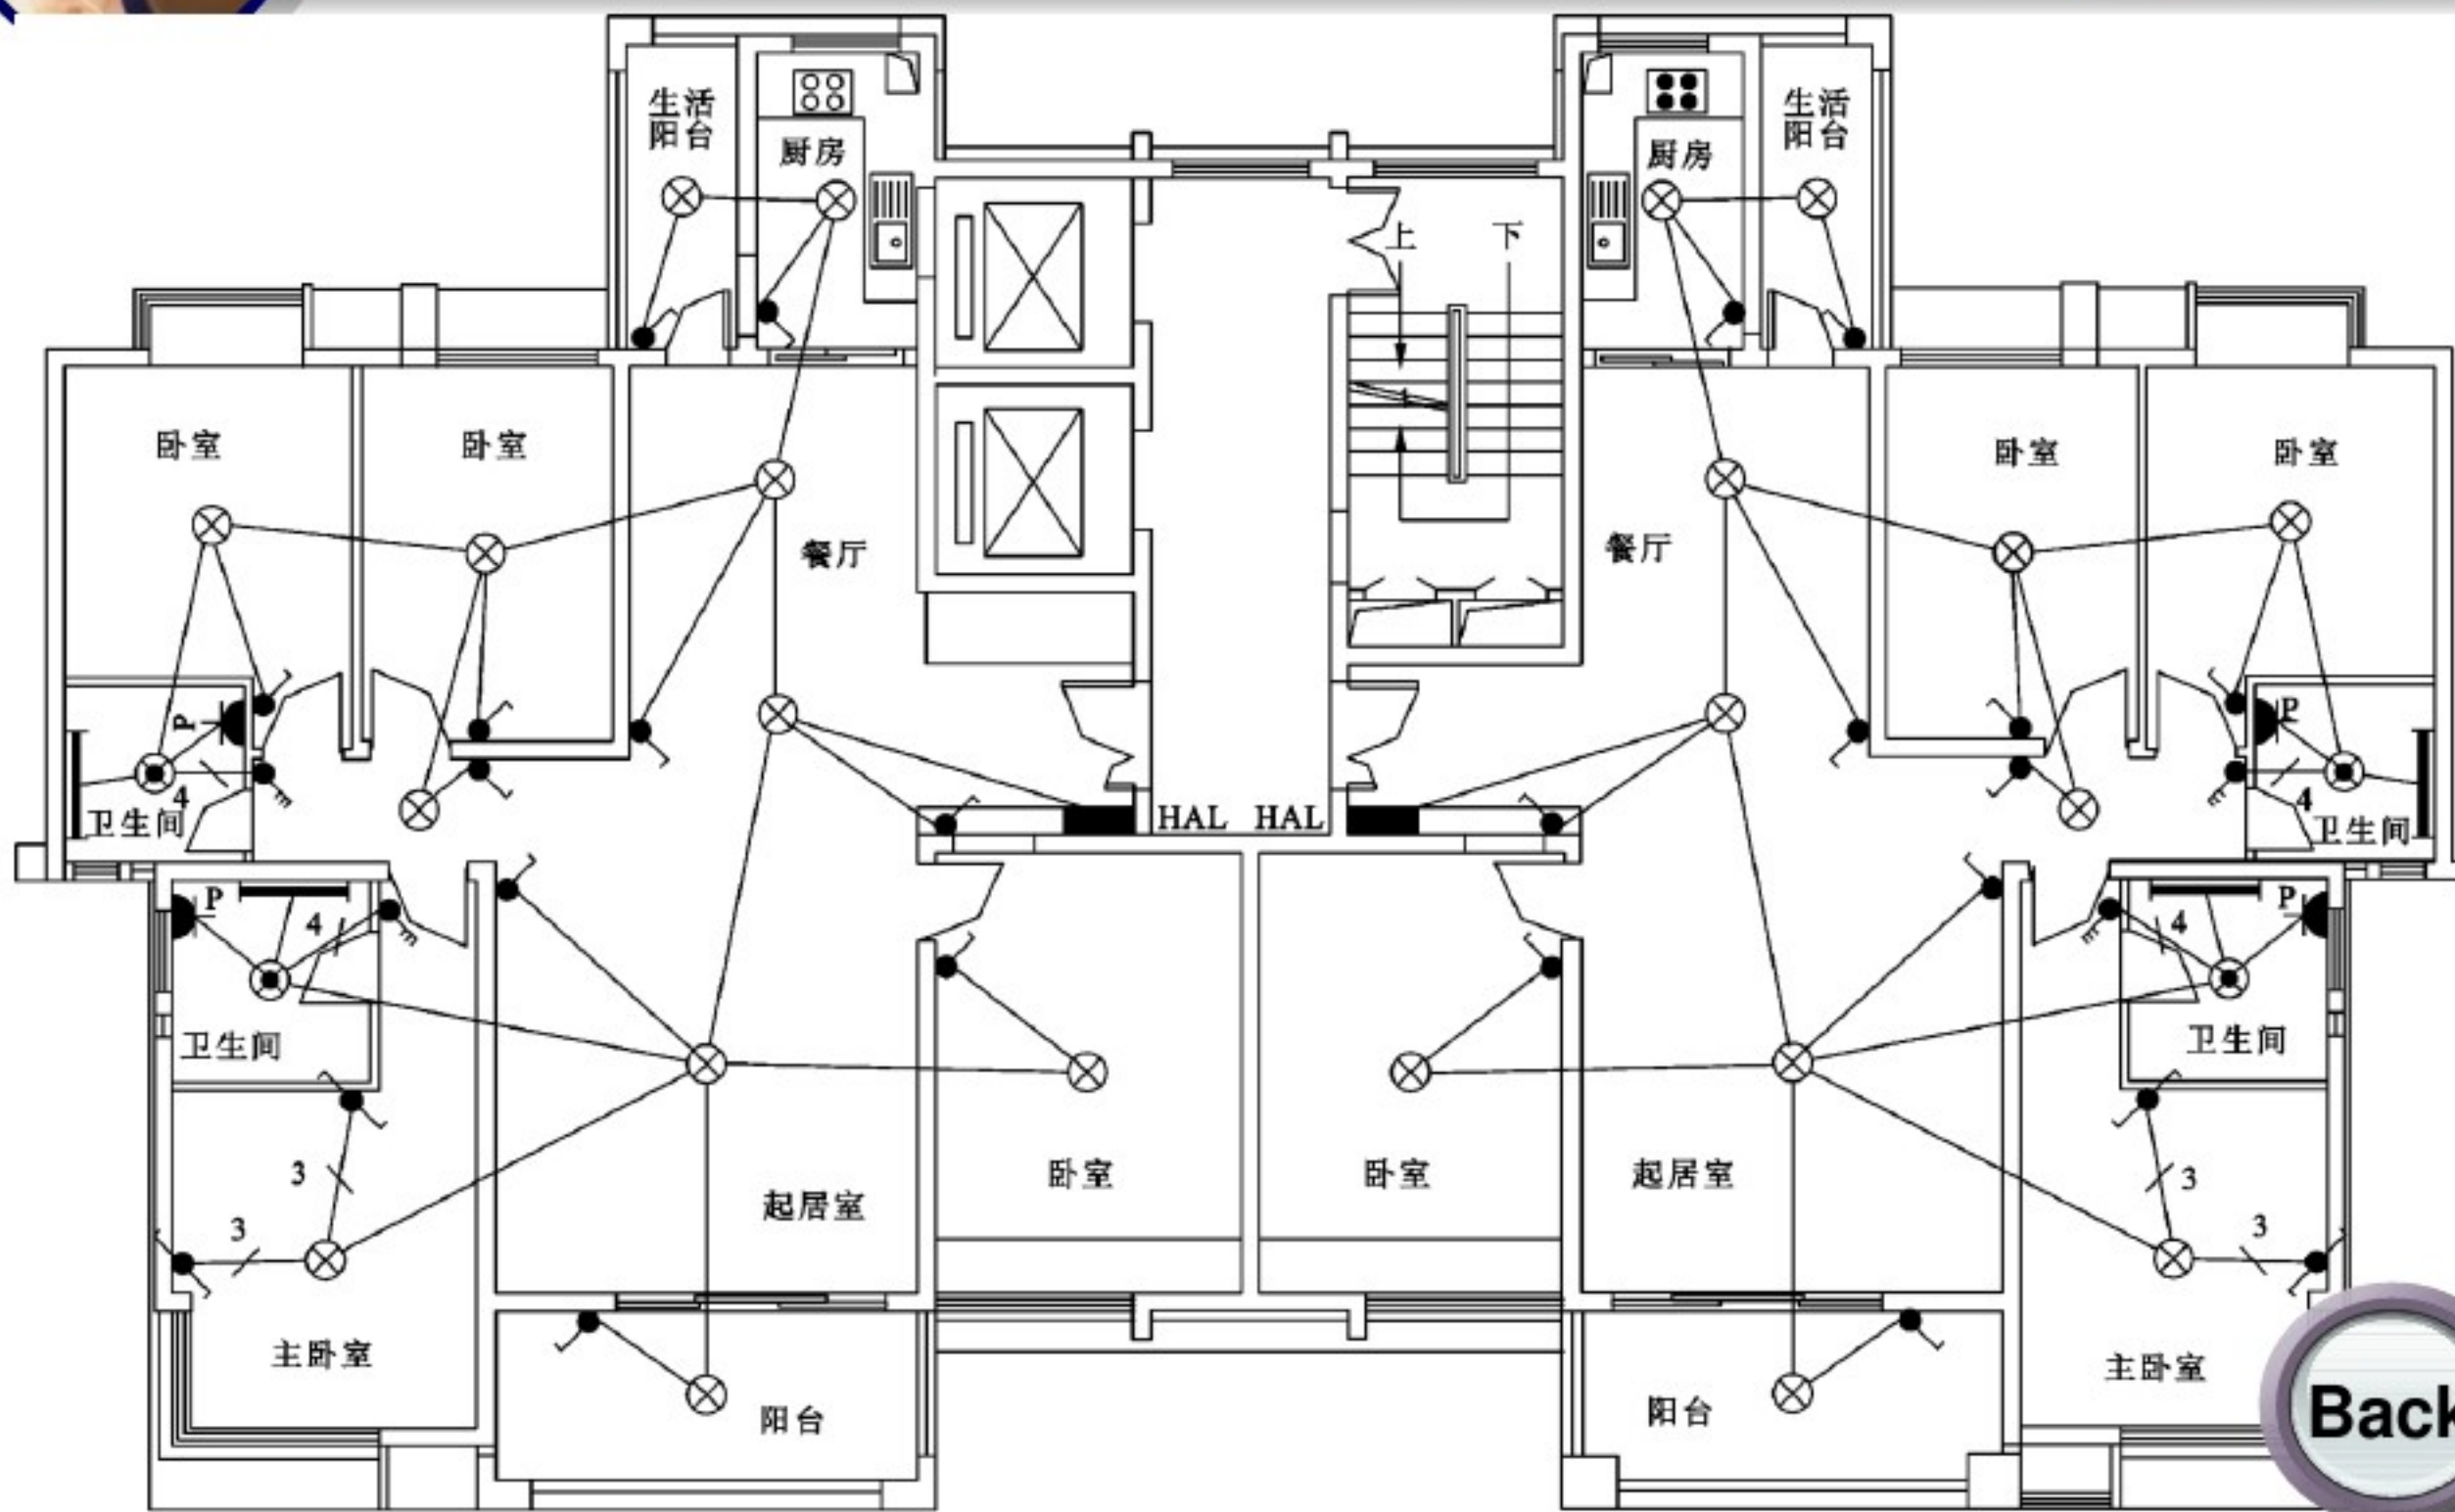 生活
阳台
厨房
厨房
生活
阳台
上
下
卧室
卧室
餐厅
餐厅
卧室
卧室
P
4
卫生间
HAL
HAL
P
4
卫生间
P
4
卫生间
P
4
卫生间
3
3
主卧室
起居室
卧室
卧室
起居室
3
3
主卧室
阳台
阳台
Back